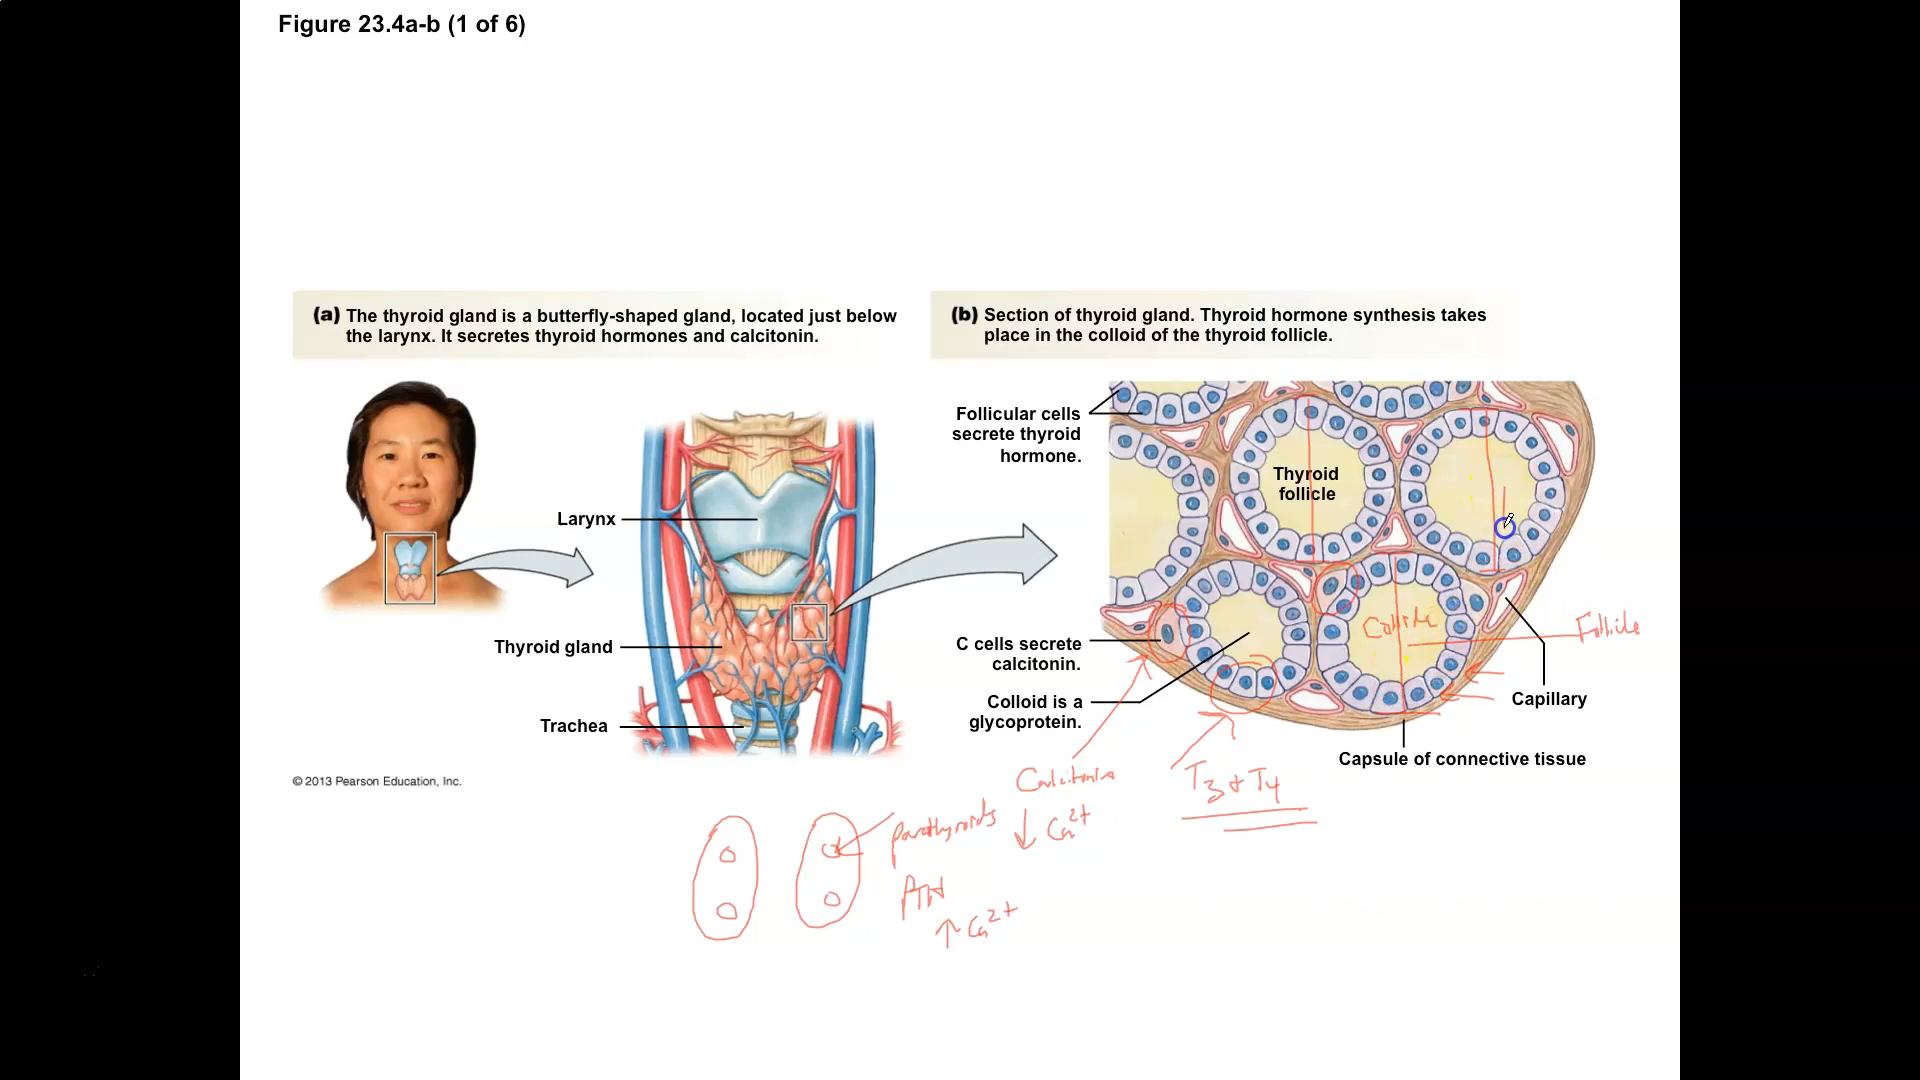 Figure 23.4a-b (1 of 6)
(a) The thyroid gland is a butterfly-shaped gland, located just below
the larynx. It secretes thyroid hormones and calcitonin.
(b) Section of thyroid gland. Thyroid hormone synthesis takes
place in the colloid of the thyroid follicle.
Follicular cells
secrete thyroid
hormone.
Thyroid
follicle
Larynx
Thyroid gland
Trachea
C cells secrete
calcitonin.
Colloid is a
glycoprotein.
Follicle
Capillary
Capsule of connective tissue
© 2013 Pearson Education, Inc.
Calcitonin
↓ Ca2+
T3 & T4
parathyroids
PTH
↑ Ca2+